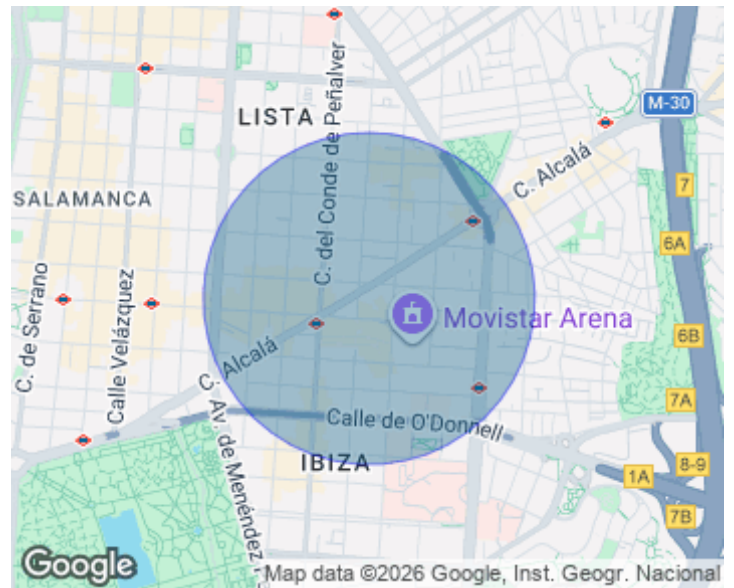 LISTA
C. del Conde de Peñalver
M-30
C. Alcalá
7
SALAMANCA
6A
C. de Serrano
Calle Velázquez
Movistar Arena
6B
C. Alcalá
7A
Calle de O'Donnell
Av. de Menéndez
IBIZA
8-9
1A
7B
Google
Map data ©2026 Google, Inst. Geogr. Nacional